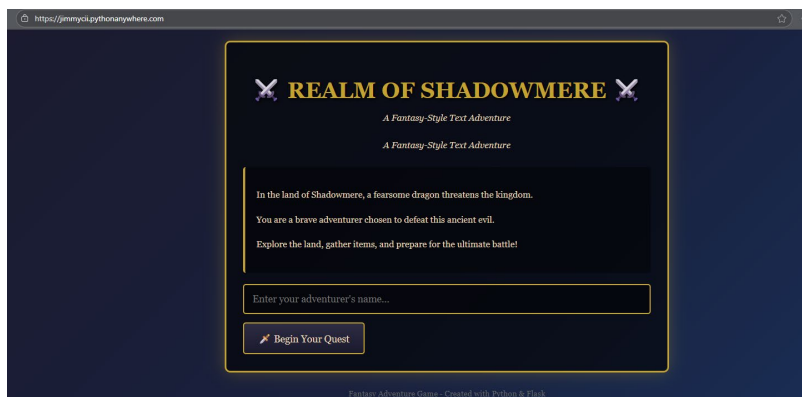 https://jimmycii.pythonanywhere.com
REALM OF SHADOWMERE
A Fantasy-Style Text Adventure
A Fantasy-Style Text Adventure
In the land of Shadowmere, a fearsome dragon threatens the kingdom.
You are a brave adventurer chosen to defeat this ancient evil.
Explore the land, gather items, and prepare for the ultimate battle!
Enter your adventurer's name...
Begin Your Quest
Fantasy Adventure Game - Created with Python & Flask